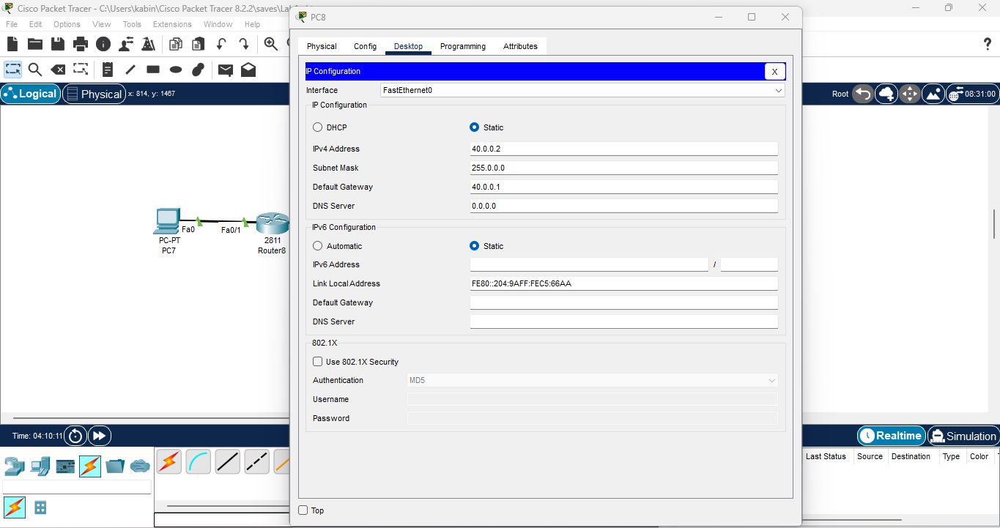 Cisco Packet Tracer - C:\Users\kabin\Cisco Packet Tracer 8.2.2\saves\La
PC8
File Edit Options View Tools Extensions Window Help
Physical Config Desktop Programming Attributes
IP Configuration X
Logical Physical x: 814, y: 1467
Root 08:31:00
Interface FastEthernet0
IP Configuration
DHCP Static
IPv4 Address 40.0.0.2
Subnet Mask 255.0.0.0
Default Gateway 40.0.0.1
DNS Server 0.0.0.0
IPv6 Configuration
Automatic Static
IPv6 Address /
Link Local Address FE80::204:9AFF:FEC5:66AA
Default Gateway
DNS Server
802.1X
Use 802.1X Security
Authentication MD5
Username
Password
Top
Fa0 Fa0/1
PC-PT 2811
PC7 Router8
Time: 04:10:11
Realtime Simulation
Last Status Source Destination Type Color